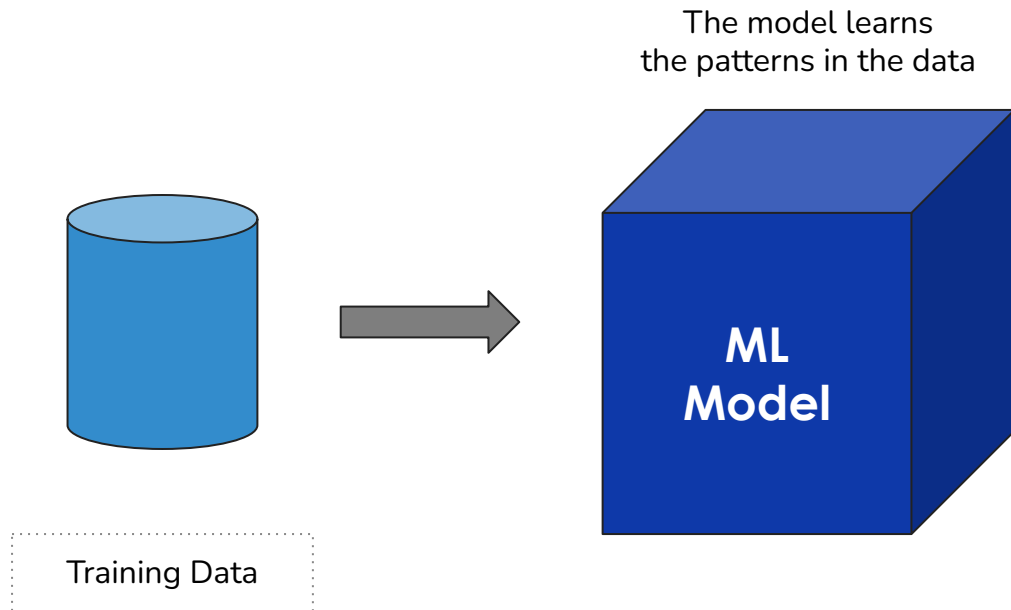 The model learns
the patterns in the data
ML
Model
Training Data